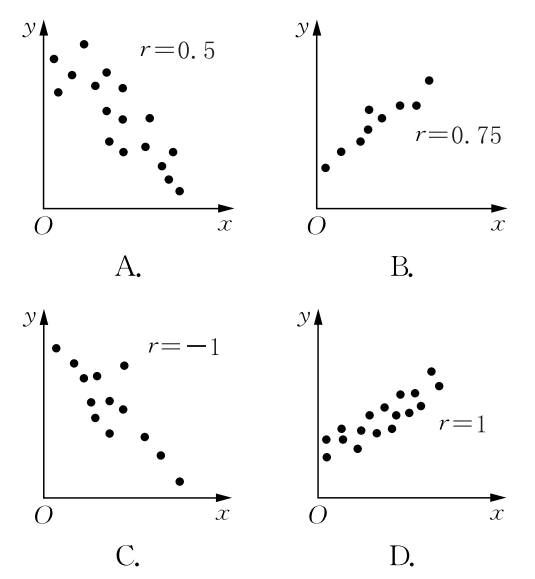 y
r=0.5
O
x
A.
y
r=0.75
O
x
B.
y
r=−1
O
x
C.
y
r=1
O
x
D.